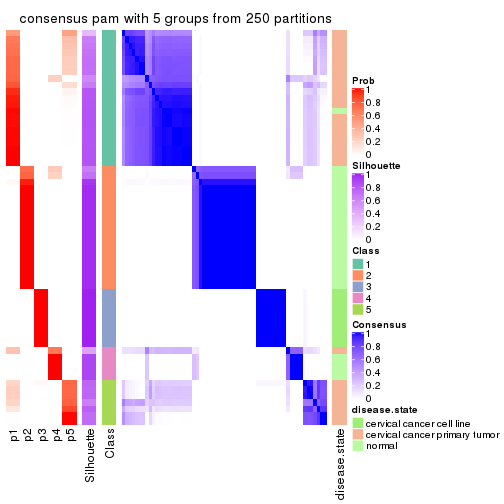 consensus pam with 5 groups from 250 partitions
Prob
1
0.8
0.6
0.4
0.2
0
Silhouette
1
0.8
0.6
0.4
0.2
0
Class
1
2
3
4
5
Consensus
1
0.8
0.6
0.4
0.2
0
disease.state
cervical cancer cell line
cervical cancer primary tumor
normal
p1
p2
p3
p4
p5
Silhouette
Class
disease.state